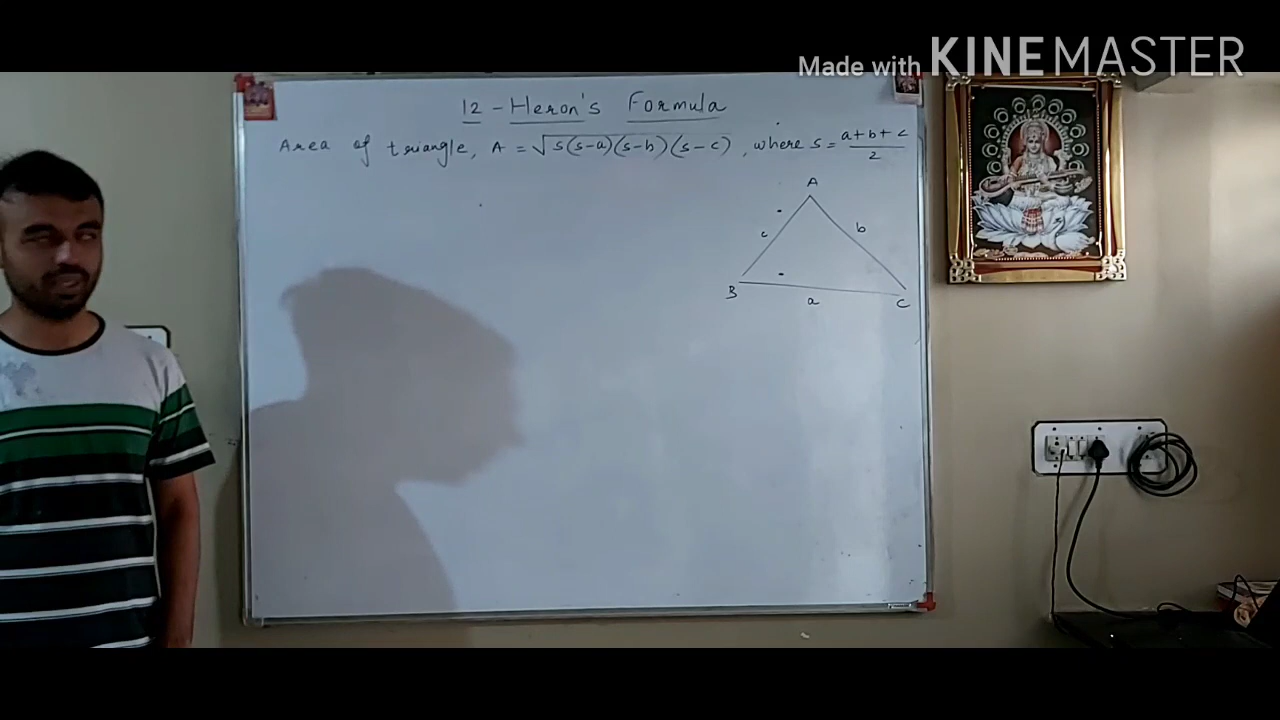 Made with KINEMASTER
12 - Heron's Formula
Area of triangle, A = √s(s-a)(s-b)(s-c), where s = a+b+c/2
A
c b
B a C